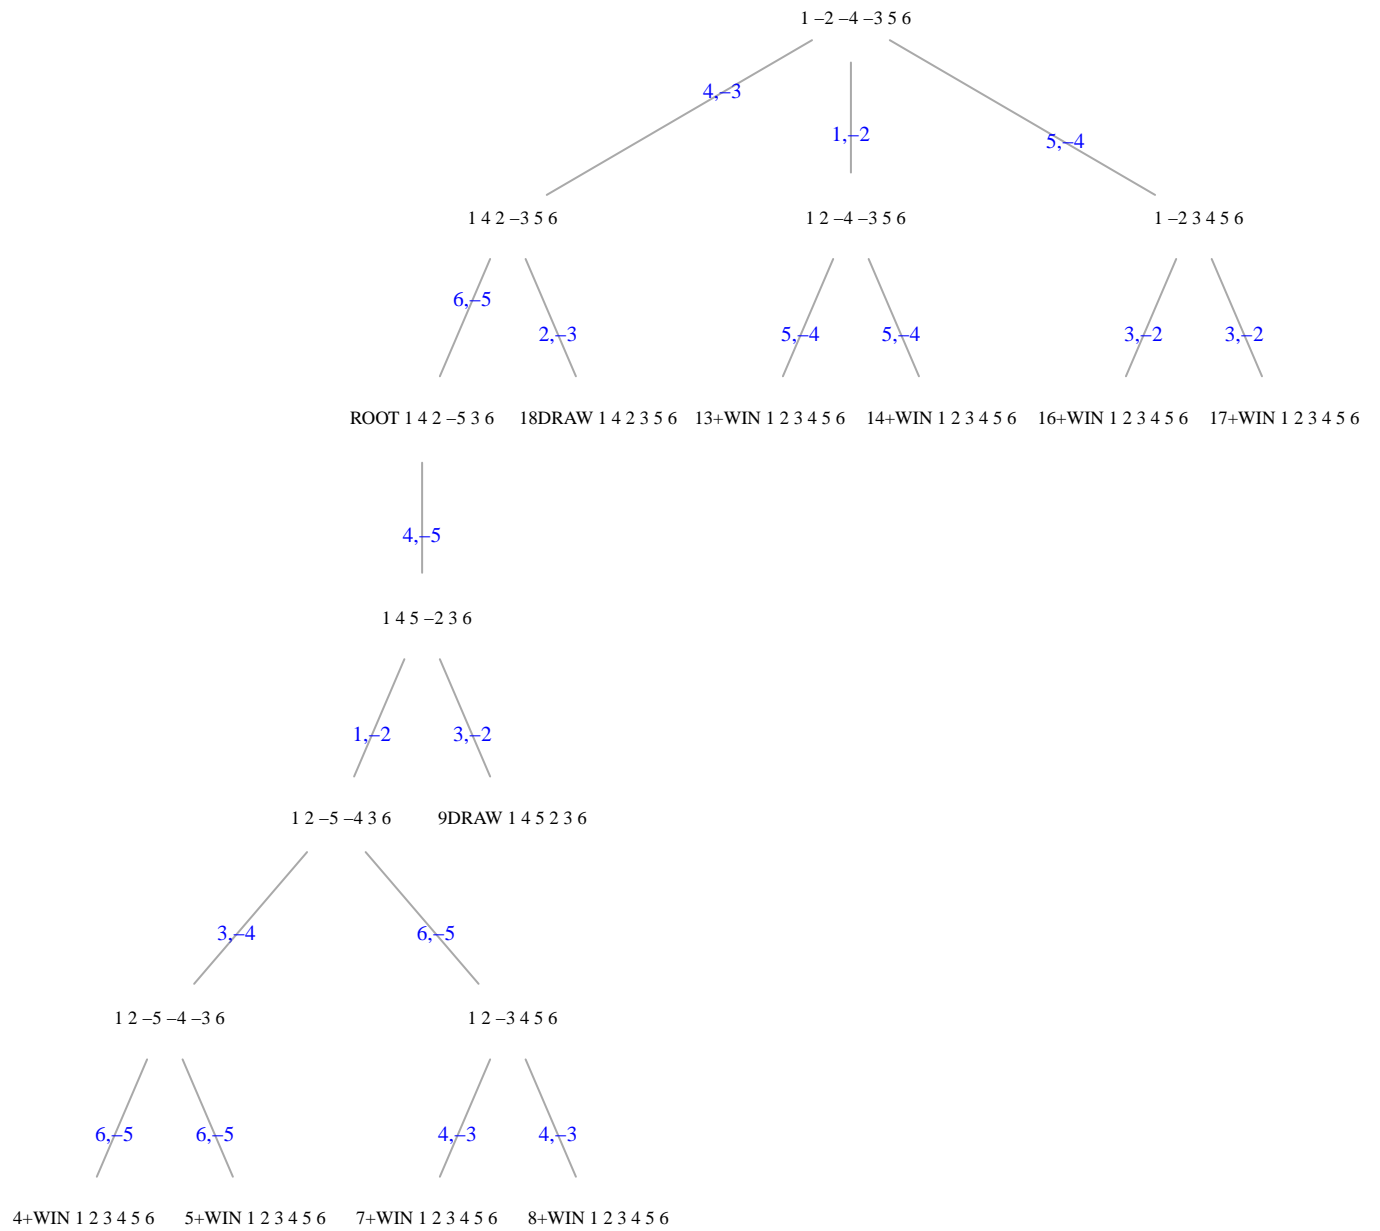 1 –2 –4 –3 5 6
4,–3
1,–2
5,–4
1 4 2 –3 5 6
1 2 –4 –3 5 6
1 –2 3 4 5 6
6,–5
2,–3
5,–4
5,–4
3,–2
3,–2
ROOT 1 4 2 –5 3 6
18DRAW 1 4 2 3 5 6
13+WIN 1 2 3 4 5 6
14+WIN 1 2 3 4 5 6
16+WIN 1 2 3 4 5 6
17+WIN 1 2 3 4 5 6
4,–5
1 4 5 –2 3 6
1,–2
3,–2
1 2 –5 –4 3 6
9DRAW 1 4 5 2 3 6
3,–4
6,–5
1 2 –5 –4 –3 6
1 2 –3 4 5 6
6,–5
6,–5
4,–3
4,–3
4+WIN 1 2 3 4 5 6
5+WIN 1 2 3 4 5 6
7+WIN 1 2 3 4 5 6
8+WIN 1 2 3 4 5 6